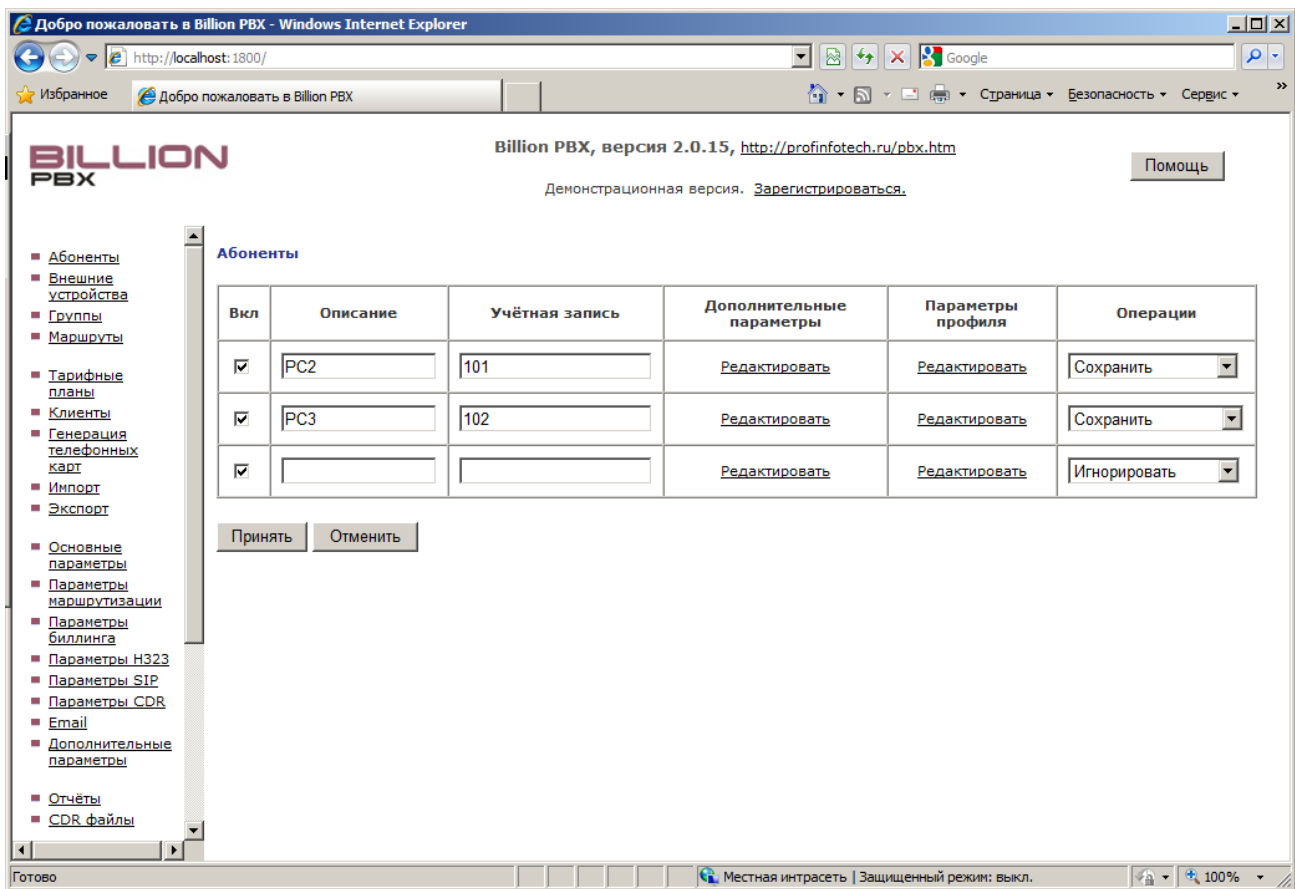 Добро пожаловать в Billion PBX - Windows Internet Explorer
http://localhost:1800/
Google
Избранное
Добро пожаловать в Billion PBX
Страница
Безопасность
Сервис
»
BILLION
PBX
Billion PBX, версия 2.0.15, http://profinfotech.ru/pbx.htm
Демонстрационная версия. Зарегистрироваться.
Помощь
Абоненты
Внешние
устройства
Группы
Маршруты
Тарифные
планы
Клиенты
Генерация
телефонных
карт
Импорт
Экспорт
Основные
параметры
Параметры
маршрутизации
Параметры
биллинга
Параметры H323
Параметры SIP
Параметры CDR
Email
Дополнительные
параметры
Отчёты
CDR файлы
Абоненты
Вкл Описание Учётная запись Дополнительные параметры Параметры профиля Операции
PC2 101 Редактировать Редактировать Сохранить
PC3 102 Редактировать Редактировать Сохранить
Редактировать Редактировать Игнорировать
Принять Отменить
Готово
Местная интрасеть | Защищенный режим: выкл.
100%